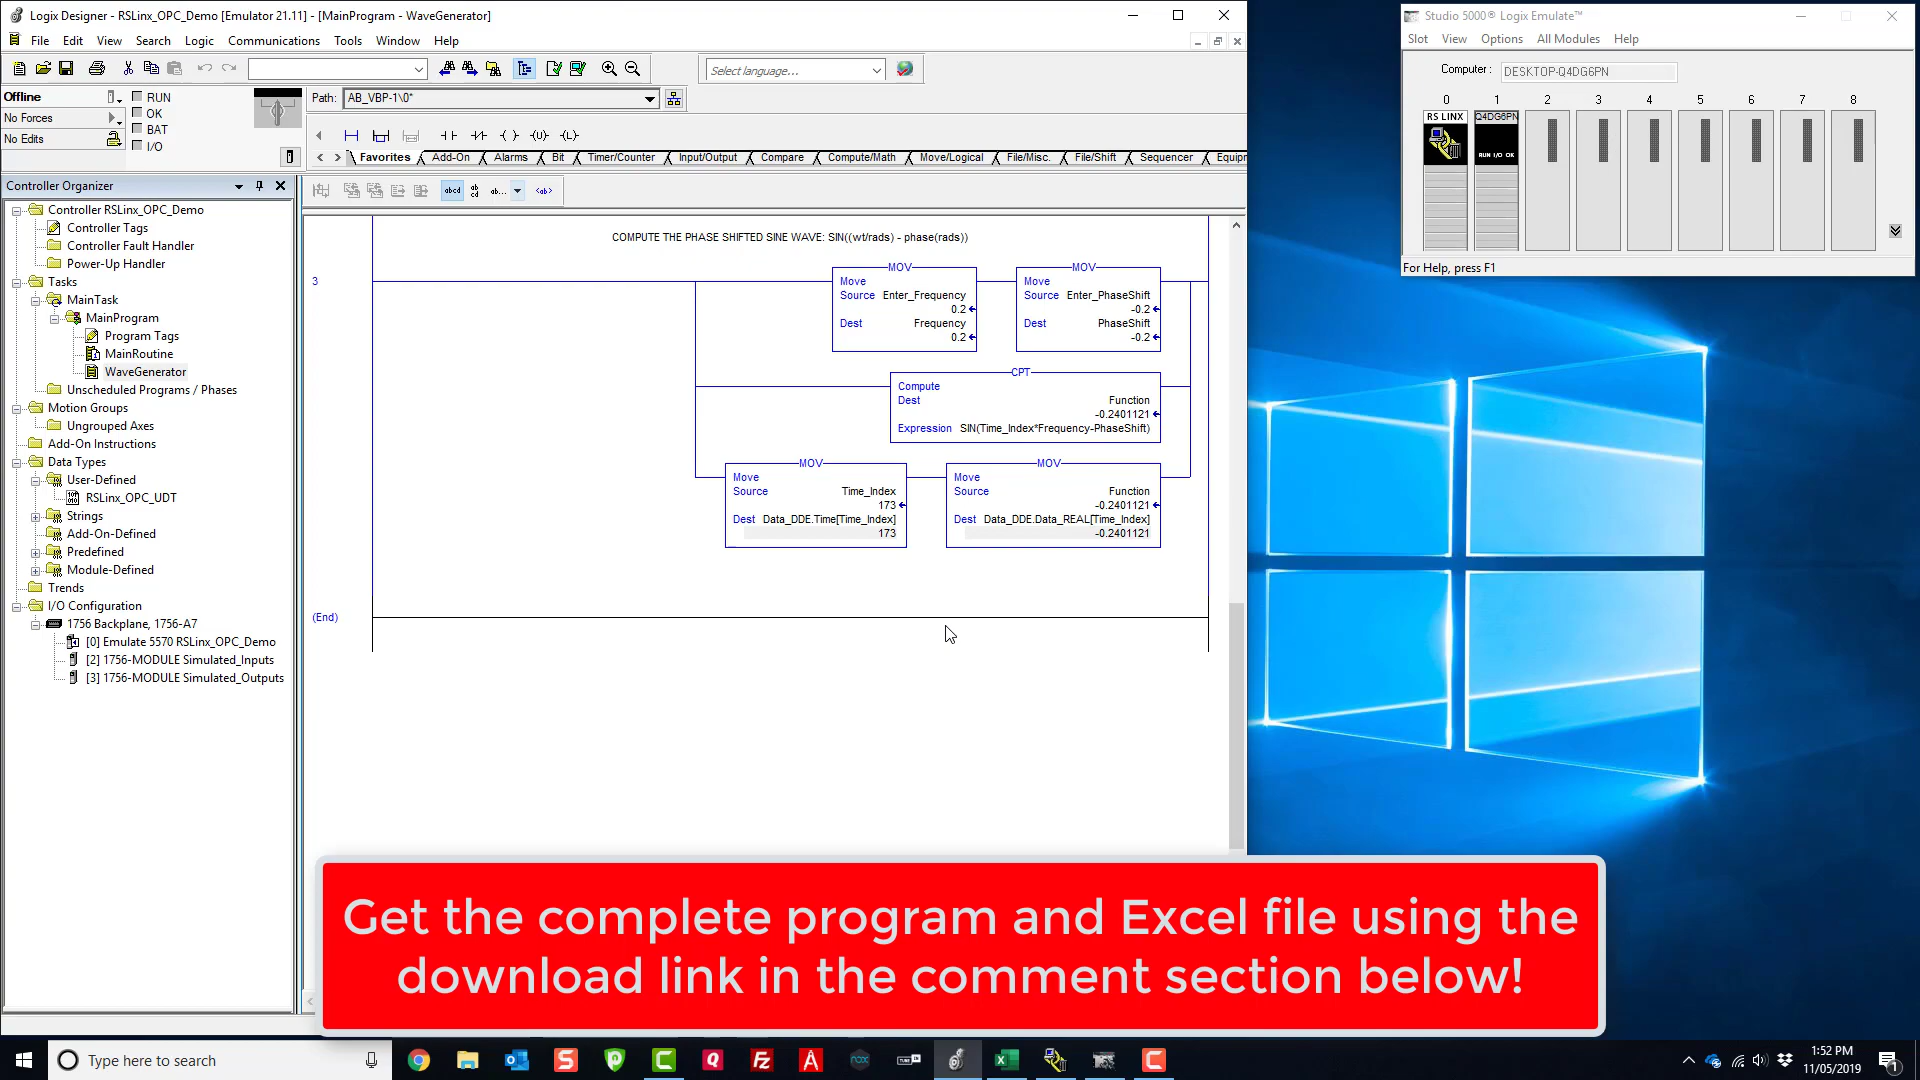 Logix Designer - RSLinx_OPC_Demo [Emulator 21.11] - [MainProgram - WaveGenerator]
File Edit View Search Logic Communications Tools Window Help
Select language...
Offline
RUN
No Forces
OK
BAT
No Edits
I/O
Path: AB_VBP-1\0*
Favorites Add-On Alarms Bit Timer/Counter Input/Output Compare Compute/Math Move/Logical File/Misc. File/Shift Sequencer Equipm
Controller Organizer
abcd ab cd ab... <ab>
Controller RSLinx_OPC_Demo
Controller Tags
Controller Fault Handler
Power-Up Handler
Tasks
MainTask
MainProgram
Program Tags
MainRoutine
WaveGenerator
Unscheduled Programs / Phases
Motion Groups
Ungrouped Axes
Add-On Instructions
Data Types
User-Defined
RSLinx_OPC_UDT
Strings
Add-On-Defined
Predefined
Module-Defined
Trends
I/O Configuration
1756 Backplane, 1756-A7
[0] Emulate 5570 RSLinx_OPC_Demo
[2] 1756-MODULE Simulated_Inputs
[3] 1756-MODULE Simulated_Outputs
COMPUTE THE PHASE SHIFTED SINE WAVE: SIN((wt/rads) - phase(rads))
3
MOV
Move
Source Enter_Frequency
0.2
Dest Frequency
0.2
MOV
Move
Source Enter_PhaseShift
-0.2
Dest PhaseShift
-0.2
CPT
Compute
Dest Function
-0.2401121
Expression SIN(Time_Index*Frequency-PhaseShift)
MOV
Move
Source Time_Index
173
Dest Data_DDE.Time[Time_Index]
173
MOV
Move
Source Function
-0.2401121
Dest Data_DDE.Data_REAL[Time_Index]
-0.2401121
(End)
Studio 5000® Logix Emulate™
Slot View Options All Modules Help
Computer : DESKTOP-Q4DG6PN
0 1 2 3 4 5 6 7 8
RS LINX Q4DG6PN
RUN I/O OK
For Help, press F1
Get the complete program and Excel file using the
download link in the comment section below!
Type here to search
1:52 PM
11/05/2019